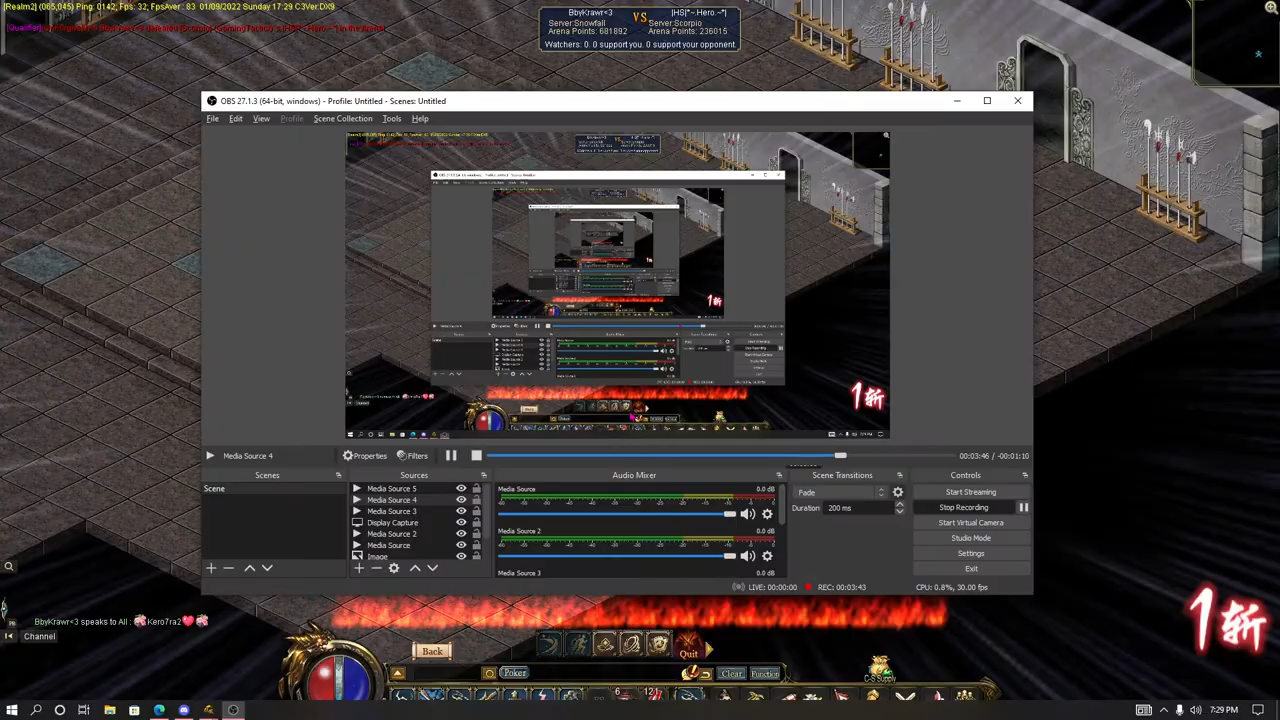 [Realm2] (065,045) Ping: 0142, Fps: 32, FpsAver : 83 01/09/2022 Sunday 17:29 C3Ver:DX9
BbyKrawr<3
Server:Snowfall
Arena Points: 681892
VS
|HS|*~.Hero.~*|
Server:Scorpio
Arena Points: 236015
Watchers: 0. 0 support you. 0 support your opponent.
OBS 27.1.3 (64-bit, windows) - Profile: Untitled - Scenes: Untitled
File Edit View Profile Scene Collection Tools Help
1斬
Media Source 4
Properties
Filters
00:03:46 / -00:01:10
Scenes
Scene
Sources
Media Source 5
Media Source 4
Media Source 3
Display Capture
Media Source 2
Media Source
Image
Audio Mixer
Media Source 0.0 dB
Media Source 2 0.0 dB
Media Source 3 0.0 dB
Scene Transitions
Fade
Duration 200 ms
Controls
Start Streaming
Stop Recording
Start Virtual Camera
Studio Mode
Settings
Exit
LIVE: 00:00:00
REC: 00:03:43
CPU: 0.8%, 30.00 fps
BbyKrawr<3 speaks to All : Kero7ra2
Channel
1斬
Back
Quit
Poker
Clear
Function
C-S Supply
6
121
7:29 PM